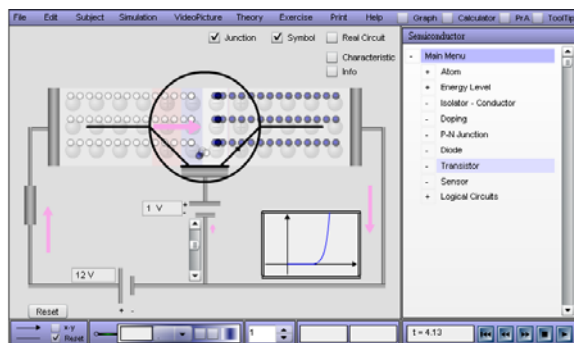 File Edit Subject Simulation VideoPicture Theory Exercise Print Help Graph Calculator PrA ToolTip
Junction Symbol Real Circuit
Characteristic
Info
Semiconductor
- Main Menu
+ Atom
+ Energy Level
- Isolator - Conductor
- Doping
- P-N Junction
- Diode
- Transistor
- Sensor
+ Logical Circuits
1 V
+
-
12 V
+ -
Reset
x-y
Reset
1
t = 4.13